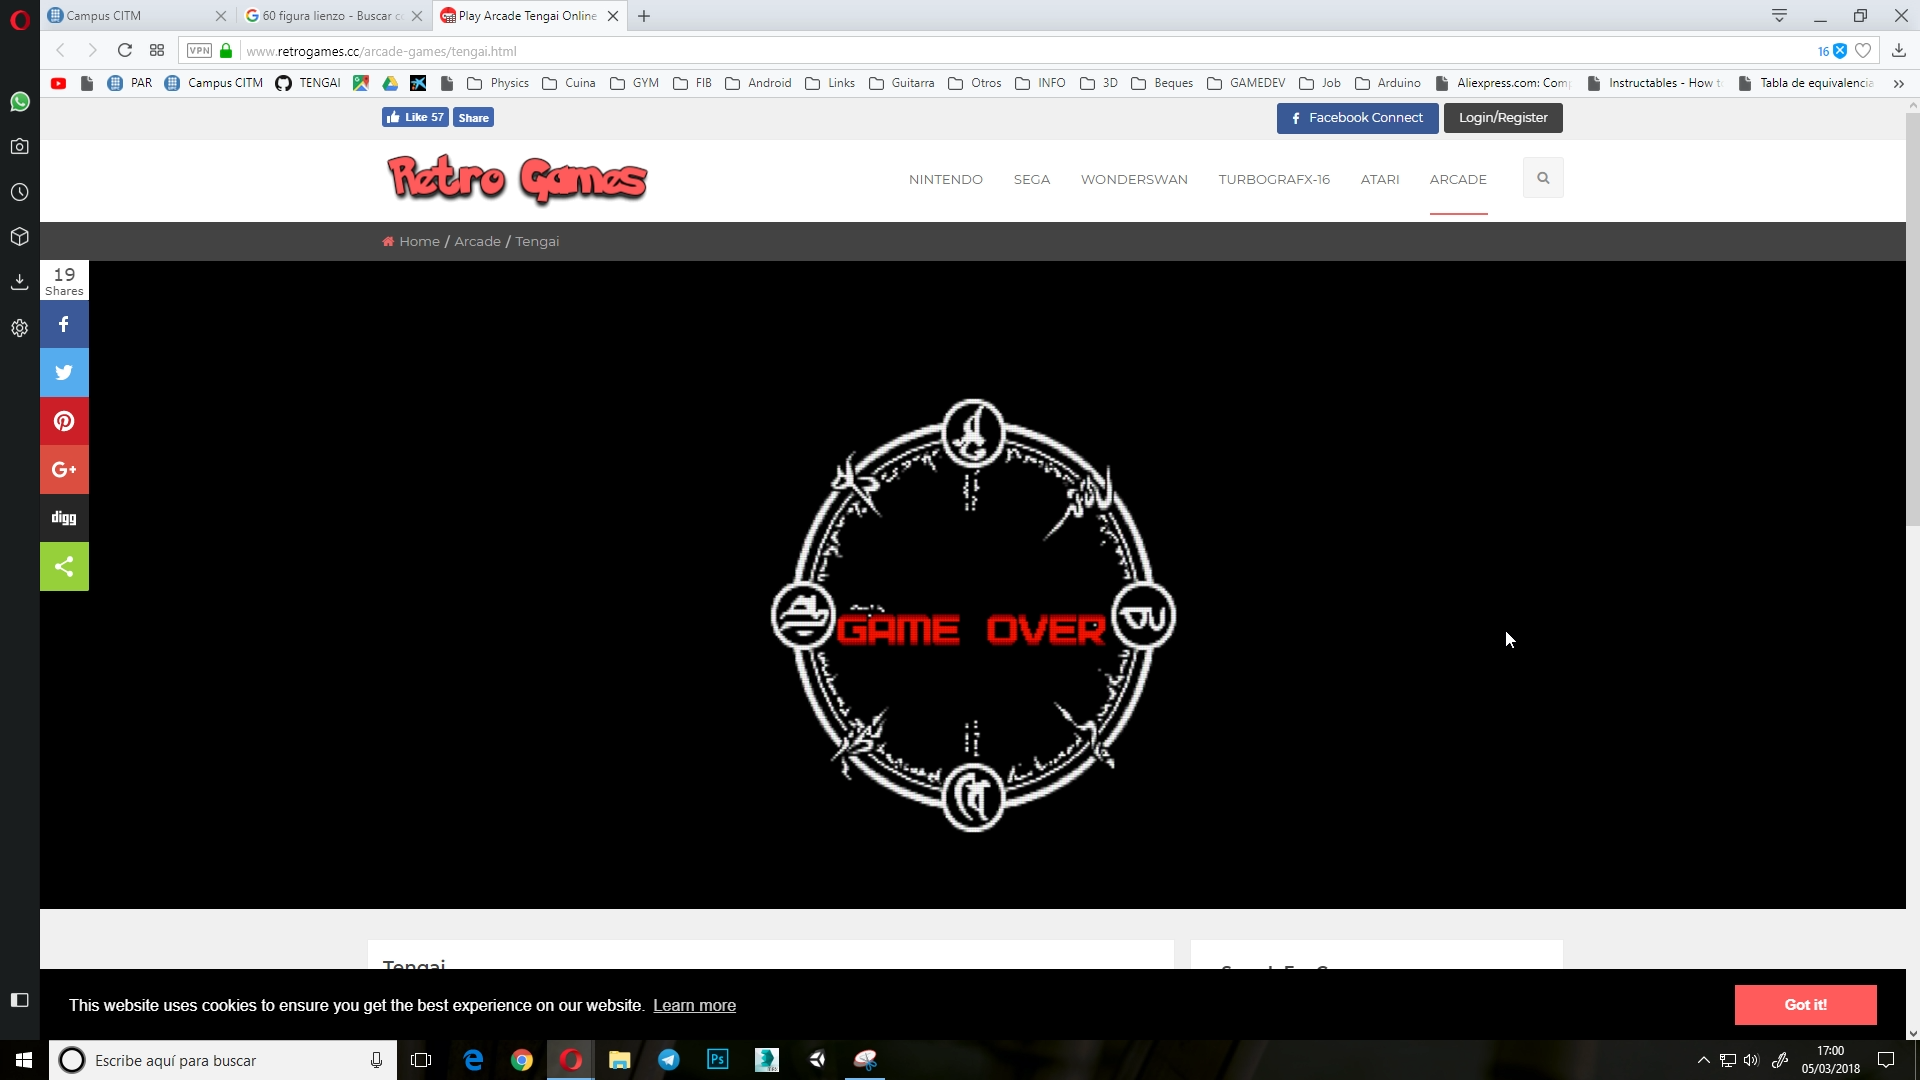 Campus CITM
60 figura lienzo - Buscar c
Play Arcade Tengai Online
VPN
www.retrogames.cc/arcade-games/tengai.html
16
PAR
Campus CITM
TENGAI
Physics
Cuina
GYM
FIB
Android
Links
Guitarra
Otros
INFO
3D
Beques
GAMEDEV
Job
Arduino
Aliexpress.com: Com
Instructables - How t
Tabla de equivalencia
Like 57
Share
Facebook Connect
Login/Register
Retro Games
NINTENDO
SEGA
WONDERSWAN
TURBOGRAFX-16
ATARI
ARCADE
Home / Arcade / Tengai
19
Shares
G+
digg
GAME OVER
Tengai
This website uses cookies to ensure you get the best experience on our website. Learn more
Got it!
Escribe aquí para buscar
Ps
17:00
05/03/2018